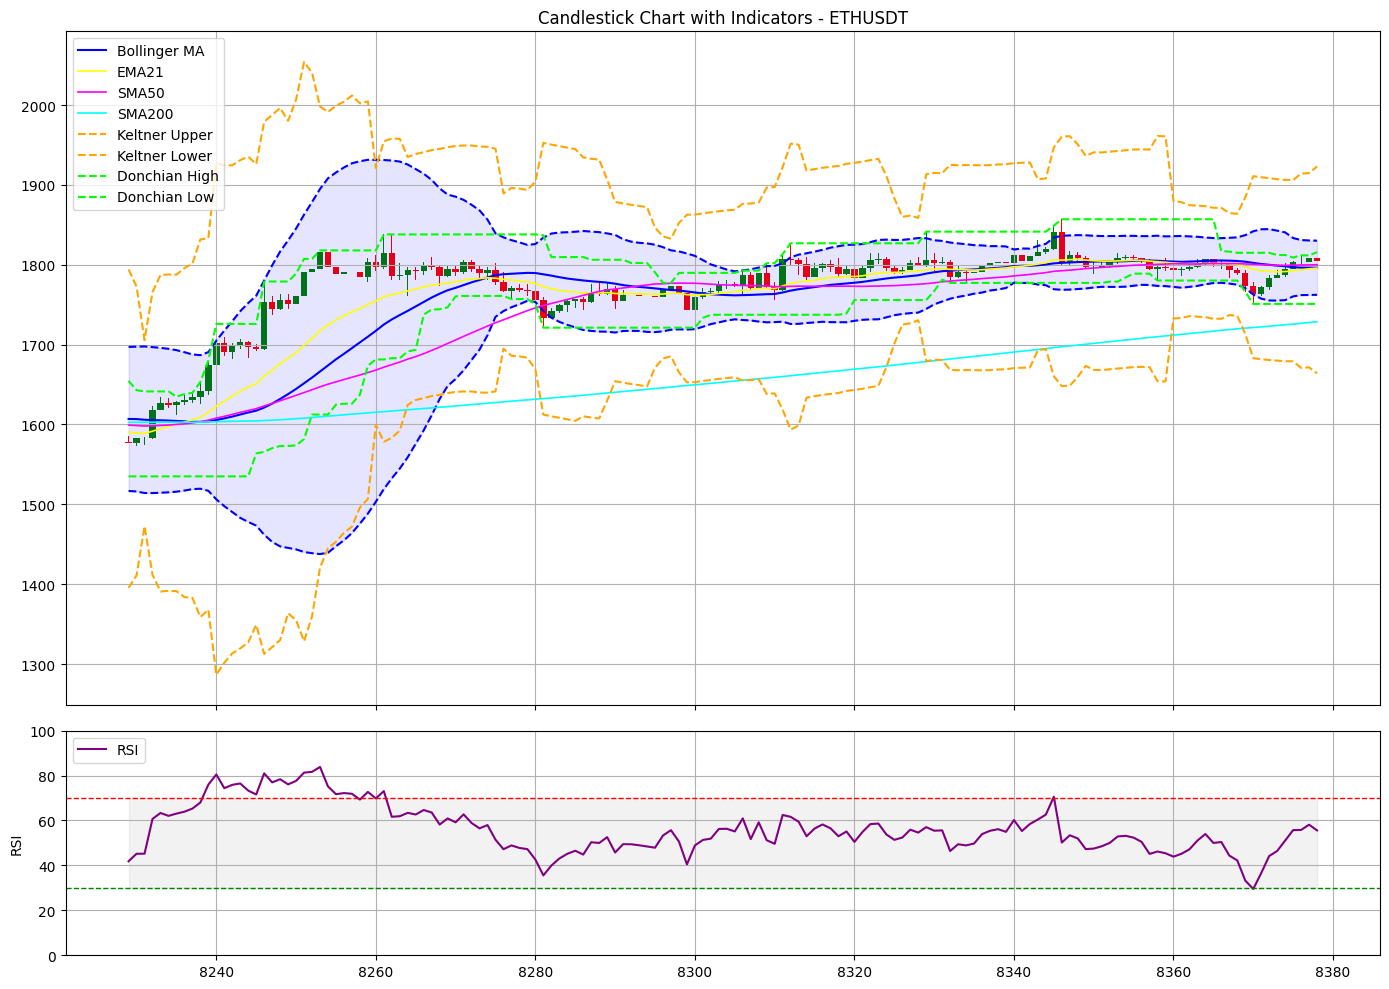 Candlestick Chart with Indicators - ETHUSDT
Bollinger MA
EMA21
SMA50
SMA200
Keltner Upper
Keltner Lower
Donchian High
Donchian Low
2000
1900
1800
1700
1600
1500
1400
1300
RSI
100
80
60
40
20
0
RSI
8240 8260 8280 8300 8320 8340 8360 8380